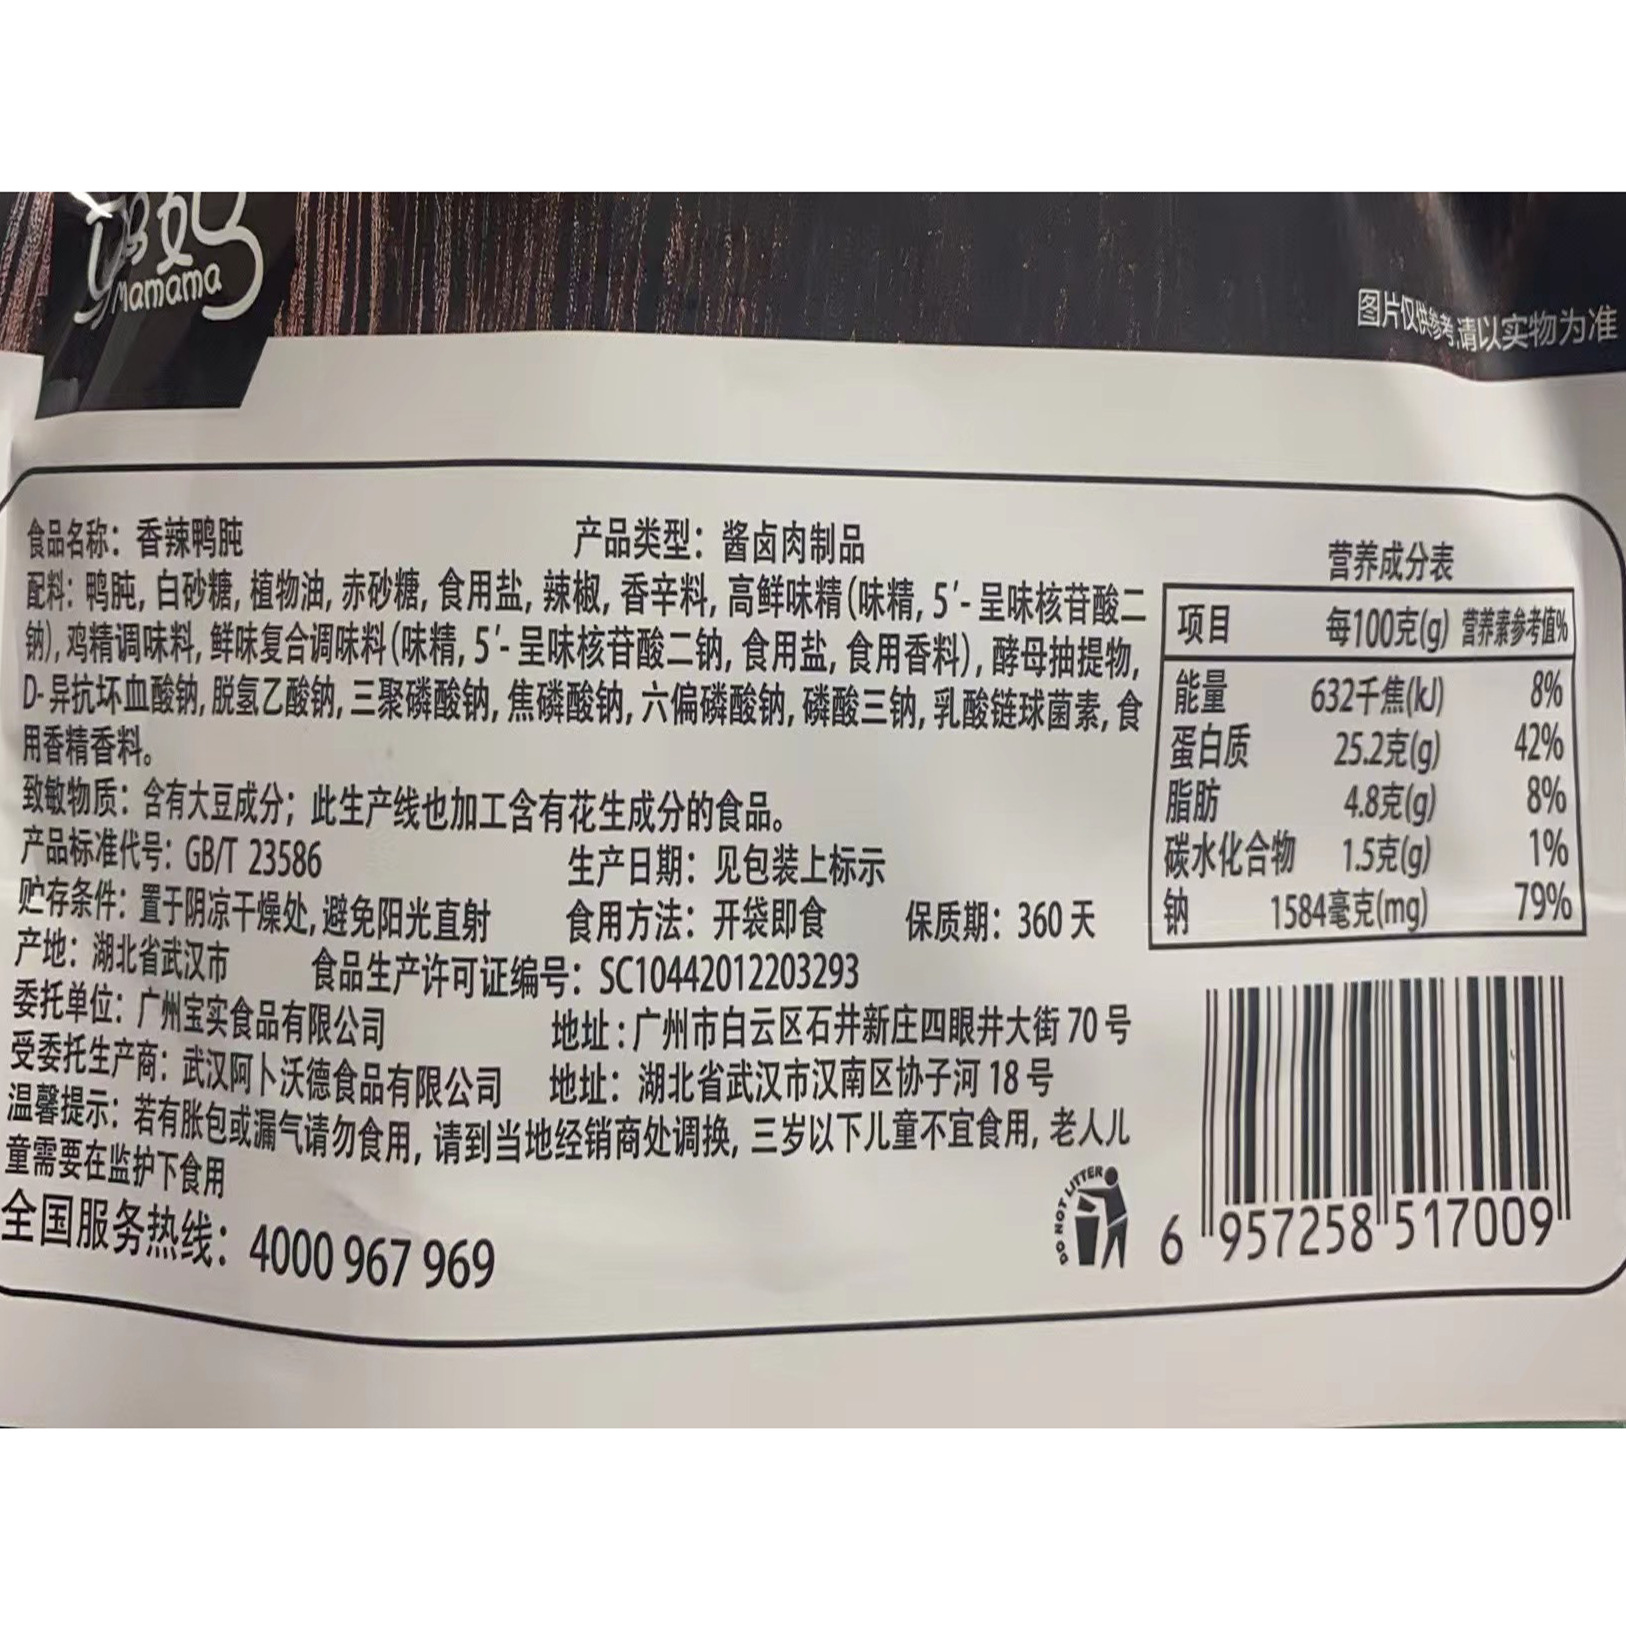 mamama
图片仅供参考,请以实物为准
食品名称：香辣鸭肫 产品类型：酱卤肉制品
配料：鸭肫，白砂糖，植物油，赤砂糖，食用盐，辣椒，香辛料，高鲜味精（味精，5′-呈味核苷酸二
钠），鸡精调味料，鲜味复合调味料（味精，5′-呈味核苷酸二钠，食用盐，食用香料），酵母抽提物，
D-异抗坏血酸钠，脱氢乙酸钠，三聚磷酸钠，焦磷酸钠，六偏磷酸钠，磷酸三钠，乳酸链球菌素，食
用香精香料。
致敏物质：含有大豆成分；此生产线也加工含有花生成分的食品。
产品标准代号：GB/T 23586 生产日期：见包装上标示
贮存条件：置于阴凉干燥处，避免阳光直射 食用方法：开袋即食 保质期：360天
产地：湖北省武汉市 食品生产许可证编号：SC10442012203293
委托单位：广州宝实食品有限公司 地址：广州市白云区石井新庄四眼井大街70号
受委托生产商：武汉阿卜沃德食品有限公司 地址：湖北省武汉市汉南区协子河18号
温馨提示：若有胀包或漏气请勿食用，请到当地经销商处调换，三岁以下儿童不宜食用，老人儿
童需要在监护下食用
全国服务热线：4000 967 969
营养成分表
项目 每100克(g) 营养素参考值%
能量 632千焦(kJ) 8%
蛋白质 25.2克(g) 42%
脂肪 4.8克(g) 8%
碳水化合物 1.5克(g) 1%
钠 1584毫克(mg) 79%
DO NOT LITTER
6 957258 517009